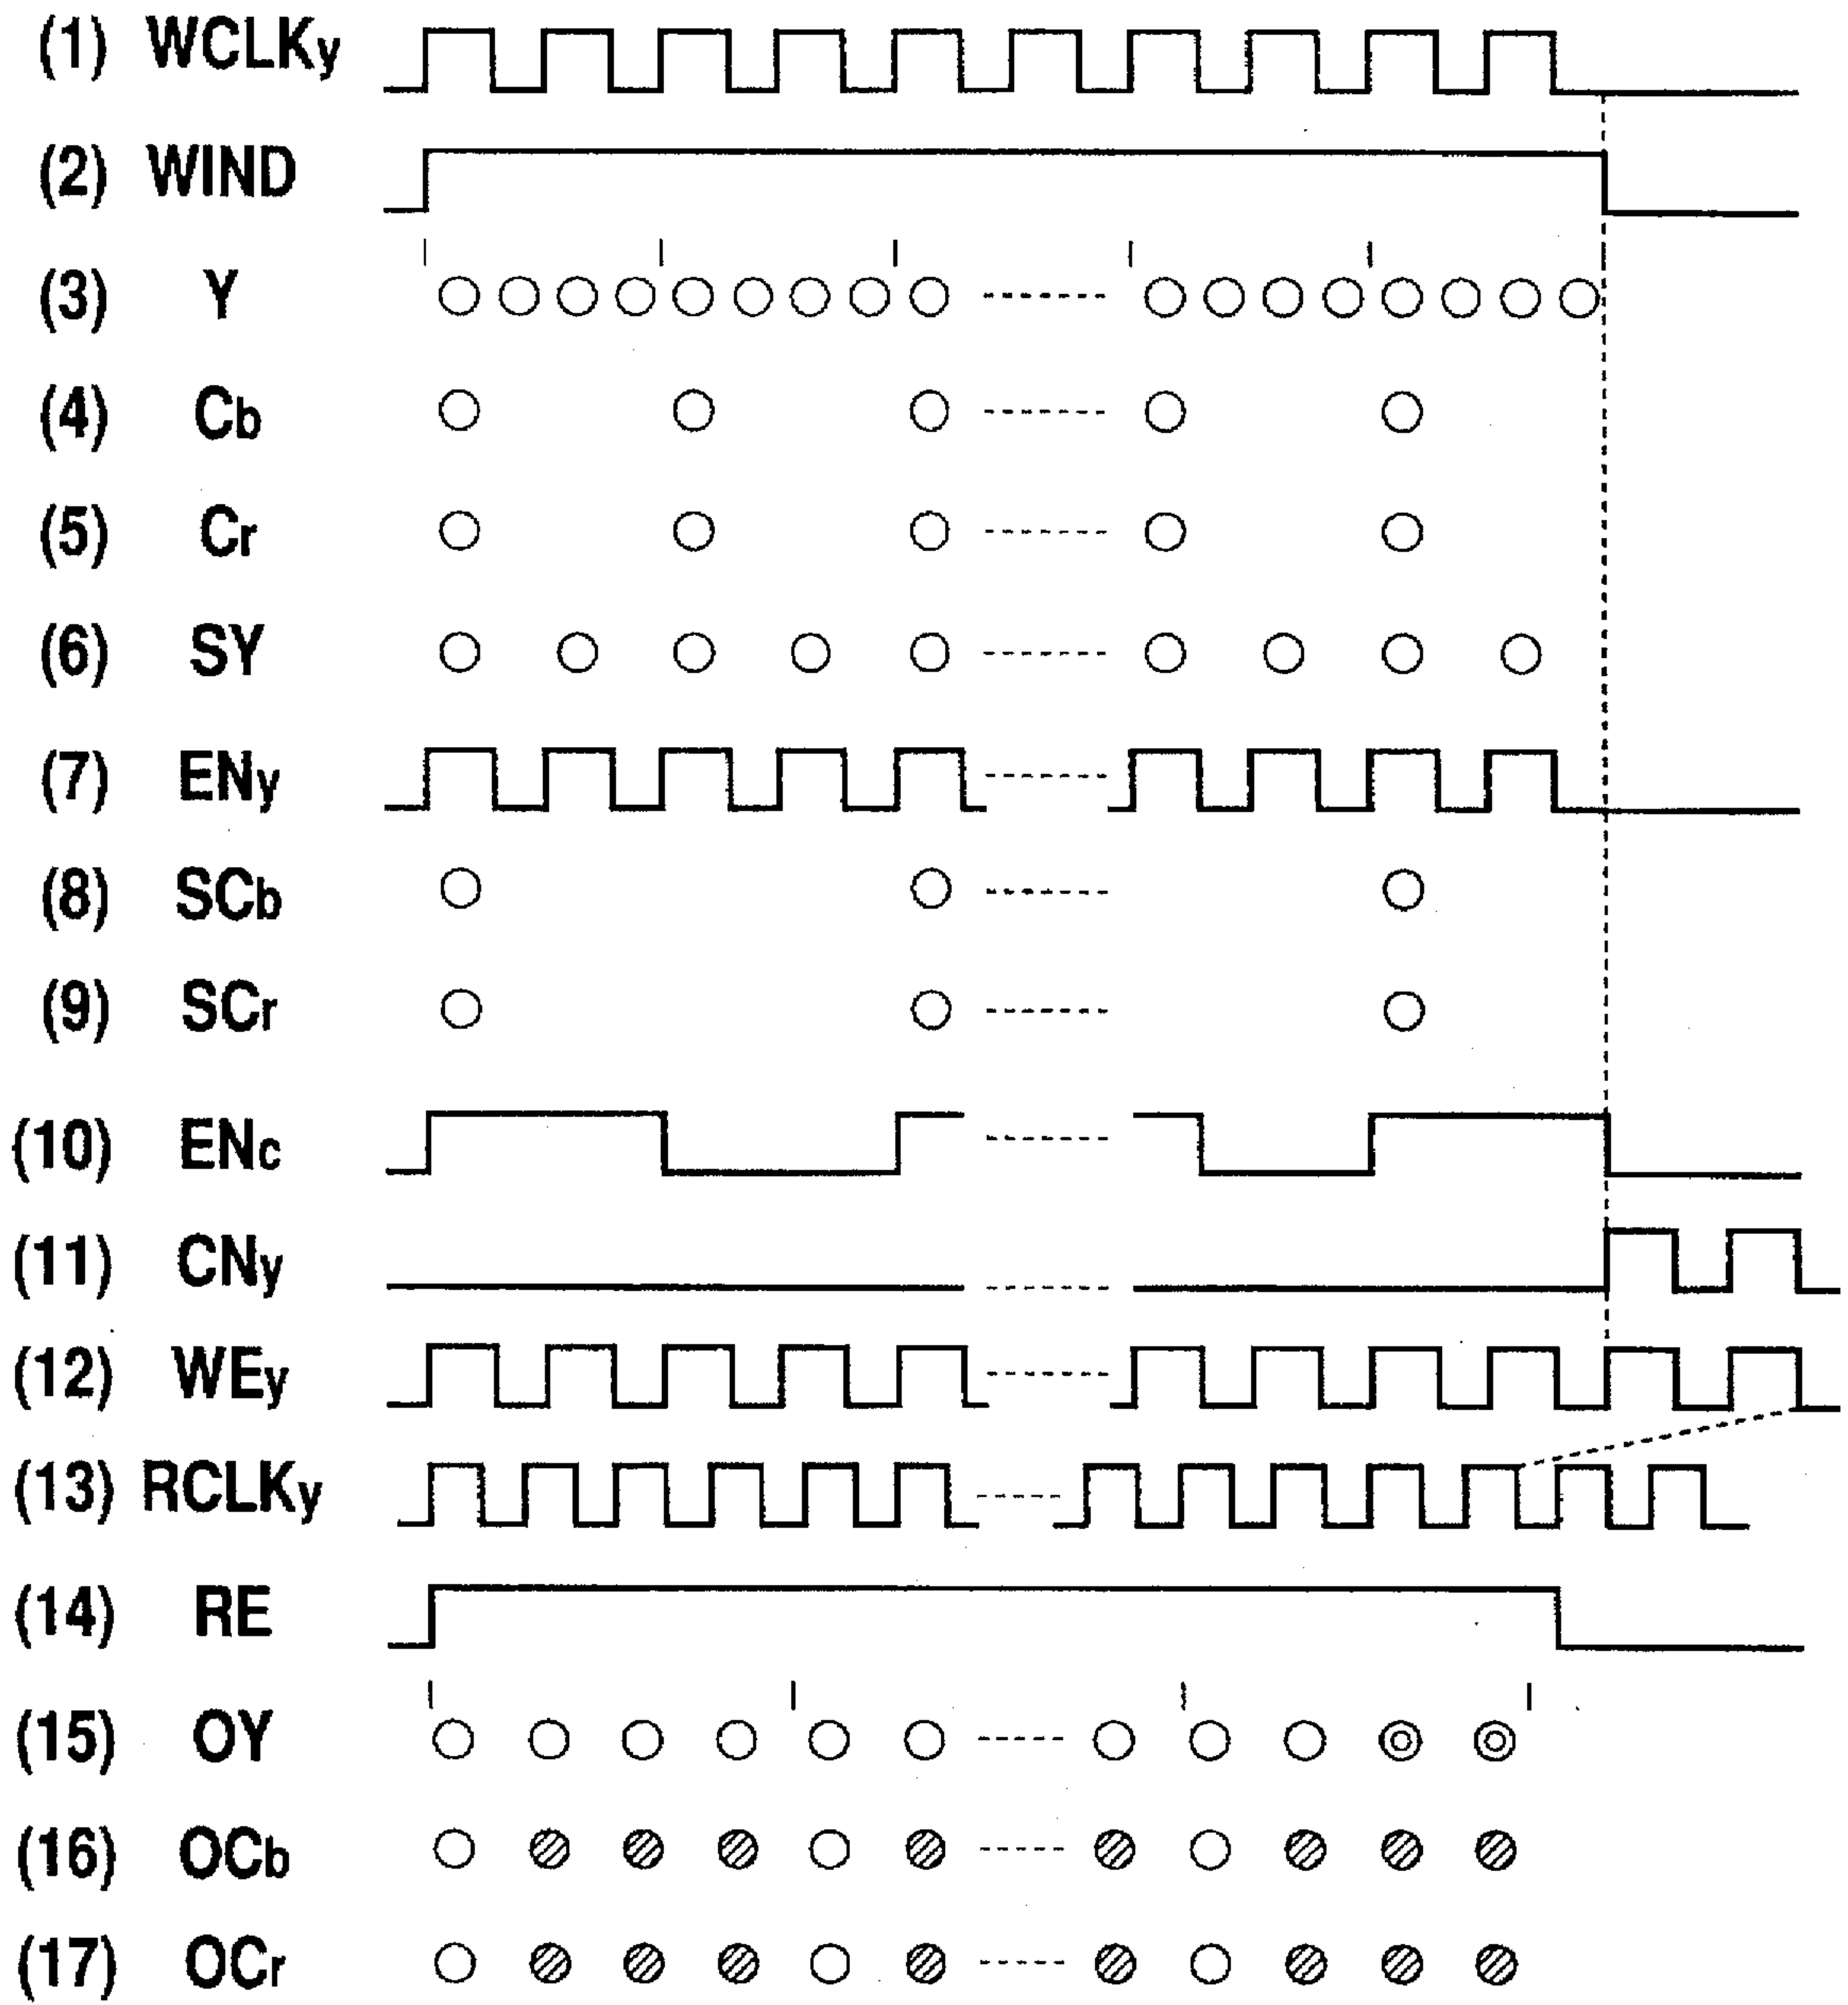 (1) WCLKy
(2) WIND
(3) Y
(4) Cb
(5) Cr
(6) SY
(7) ENy
(8) SCb
(9) SCr
(10) ENc
(11) CNy
(12) WEy
(13) RCLKy
(14) RE
(15) OY
(16) OCb
(17) OCr